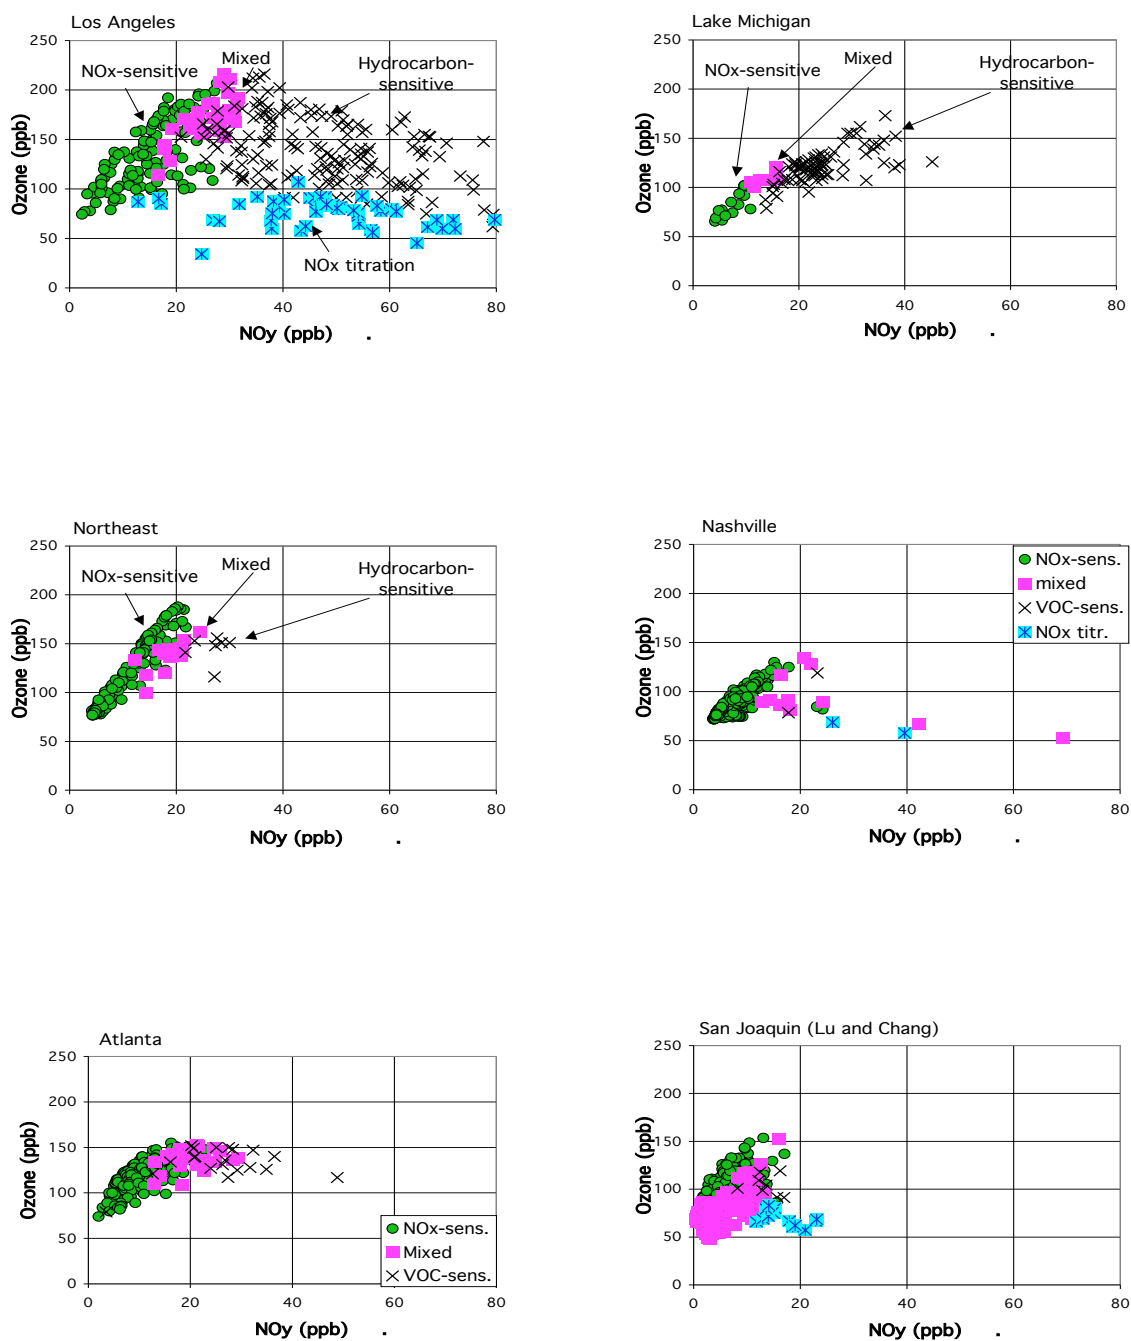 Los Angeles
250
200
150
100
50
0
0 20 40 60 80
Ozone (ppb)
NOy (ppb) .
NOx-sensitive
Mixed
Hydrocarbon-
sensitive
NOx titration
Lake Michigan
250
200
150
100
50
0
0 20 40 60 80
Ozone (ppb)
NOy (ppb) .
NOx-sensitive
Mixed
Hydrocarbon-
sensitive
Northeast
250
200
150
100
50
0
0 20 40 60 80
Ozone (ppb)
NOy (ppb) .
NOx-sensitive
Mixed
Hydrocarbon-
sensitive
Nashville
250
200
150
100
50
0
0 20 40 60 80
Ozone (ppb)
NOy (ppb) .
NOx-sens.
mixed
VOC-sens.
NOx titr.
Atlanta
250
200
150
100
50
0
0 20 40 60 80
Ozone (ppb)
NOy (ppb) .
NOx-sens.
Mixed
VOC-sens.
San Joaquin (Lu and Chang)
250
200
150
100
50
0
0 20 40 60 80
Ozone (ppb)
NOy (ppb) .